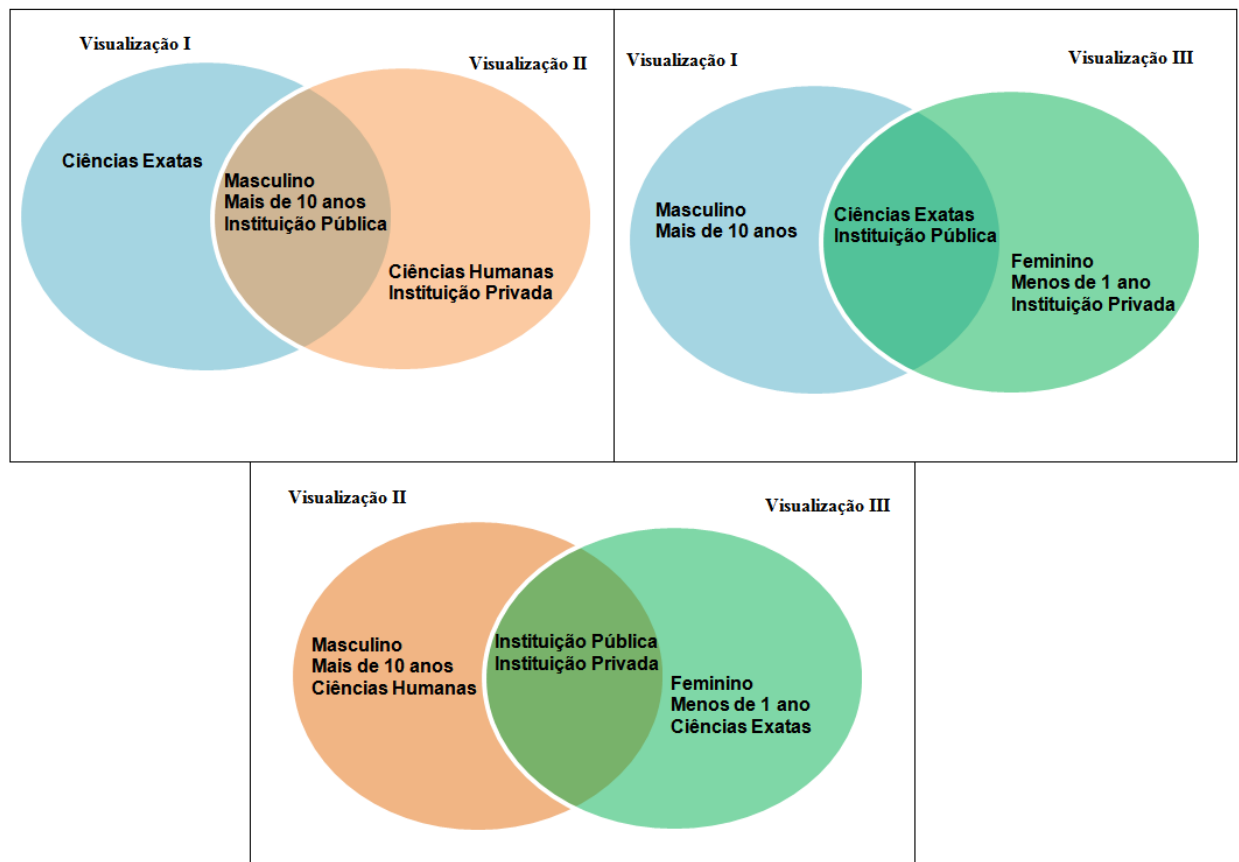 Visualização I
Visualização II
Ciências Exatas
Masculino
Mais de 10 anos
Instituição Pública
Ciências Humanas
Instituição Privada
Visualização I
Visualização III
Masculino
Mais de 10 anos
Ciências Exatas
Instituição Pública
Feminino
Menos de 1 ano
Instituição Privada
Visualização II
Visualização III
Masculino
Mais de 10 anos
Ciências Humanas
Instituição Pública
Instituição Privada
Feminino
Menos de 1 ano
Ciências Exatas